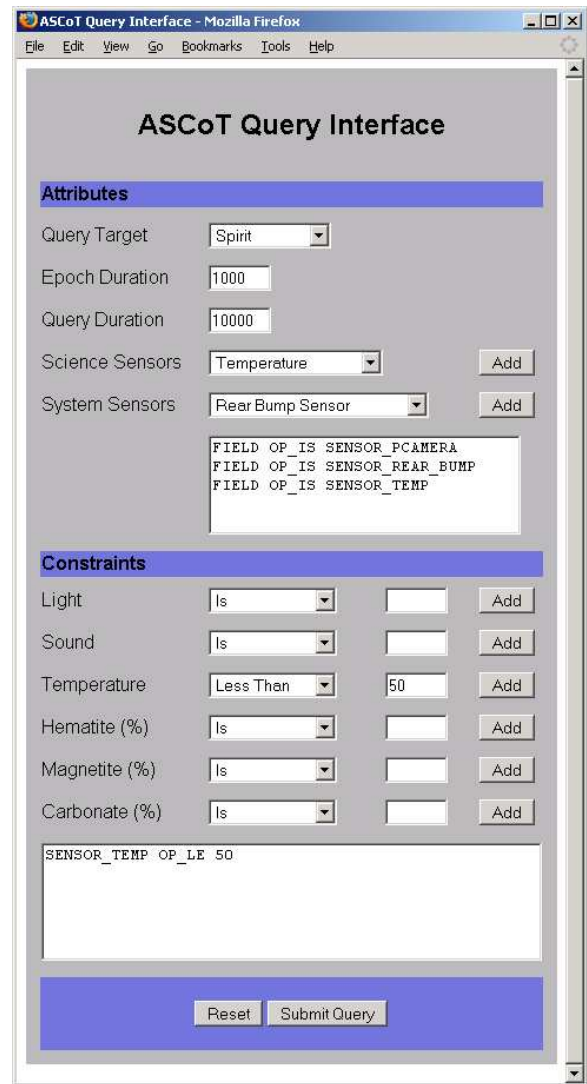 ASCoT Query Interface - Mozilla Firefox
File Edit View Go Bookmarks Tools Help
ASCoT Query Interface
Attributes
Query Target Spirit
Epoch Duration 1000
Query Duration 10000
Science Sensors Temperature Add
System Sensors Rear Bump Sensor Add
FIELD OP_IS SENSOR_PCAMERA
FIELD OP_IS SENSOR_REAR_BUMP
FIELD OP_IS SENSOR_TEMP
Constraints
Light Is Add
Sound Is Add
Temperature Less Than 50 Add
Hematite (%) Is Add
Magnetite (%) Is Add
Carbonate (%) Is Add
SENSOR_TEMP OP_LE 50
Reset Submit Query